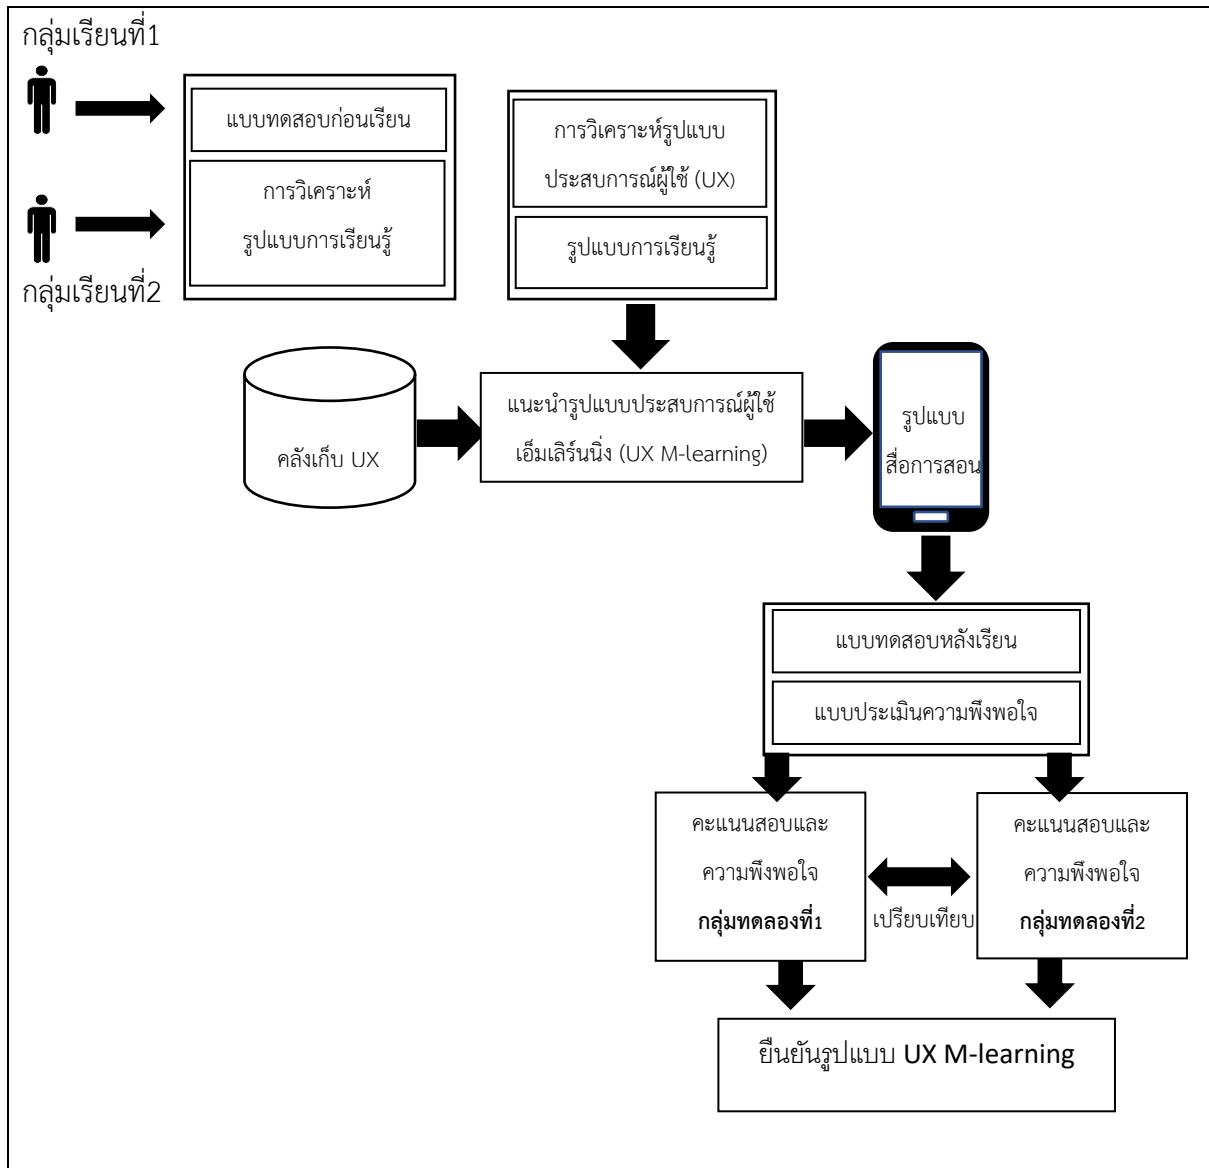 กลุ่มเรียนที่1
แบบทดสอบก่อนเรียน
การวิเคราะห์
รูปแบบการเรียนรู้
กลุ่มเรียนที่2
การวิเคราะห์รูปแบบ
ประสบการณ์ผู้ใช้ (UX)
รูปแบบการเรียนรู้
คลังเก็บ UX
แนะนำรูปแบบประสบการณ์ผู้ใช้
เอ็มเลิร์นนิ่ง (UX M-learning)
รูปแบบ
สื่อการสอน
แบบทดสอบหลังเรียน
แบบประเมินความพึงพอใจ
คะแนนสอบและ
ความพึงพอใจ
กลุ่มทดลองที่1
เปรียบเทียบ
คะแนนสอบและ
ความพึงพอใจ
กลุ่มทดลองที่2
ยืนยันรูปแบบ UX M-learning